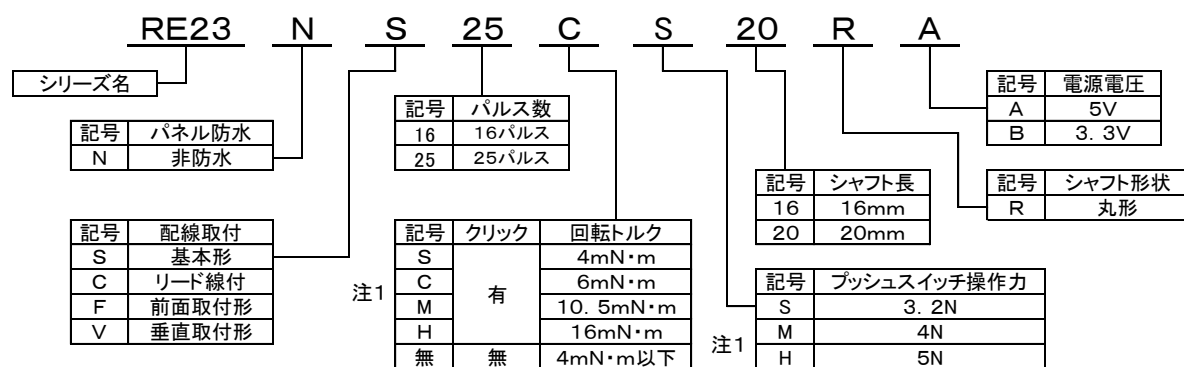 RE23 N S 25 C S 20 R A
シリーズ名
記号 パネル防水
N 非防水
記号 パルス数
16 16パルス
25 25パルス
記号 電源電圧
A 5V
B 3.3V
記号 シャフト長
16 16mm
20 20mm
記号 シャフト形状
R 丸形
記号 配線取付
S 基本形
C リード線付
F 前面取付形
V 垂直取付形
注1
記号 クリック 回転トルク
S 4mN・m
C 6mN・m
有
M 10.5mN・m
H 16mN・m
無 無 4mN・m以下
注1
記号 プッシュスイッチ操作力
S 3.2N
M 4N
H 5N